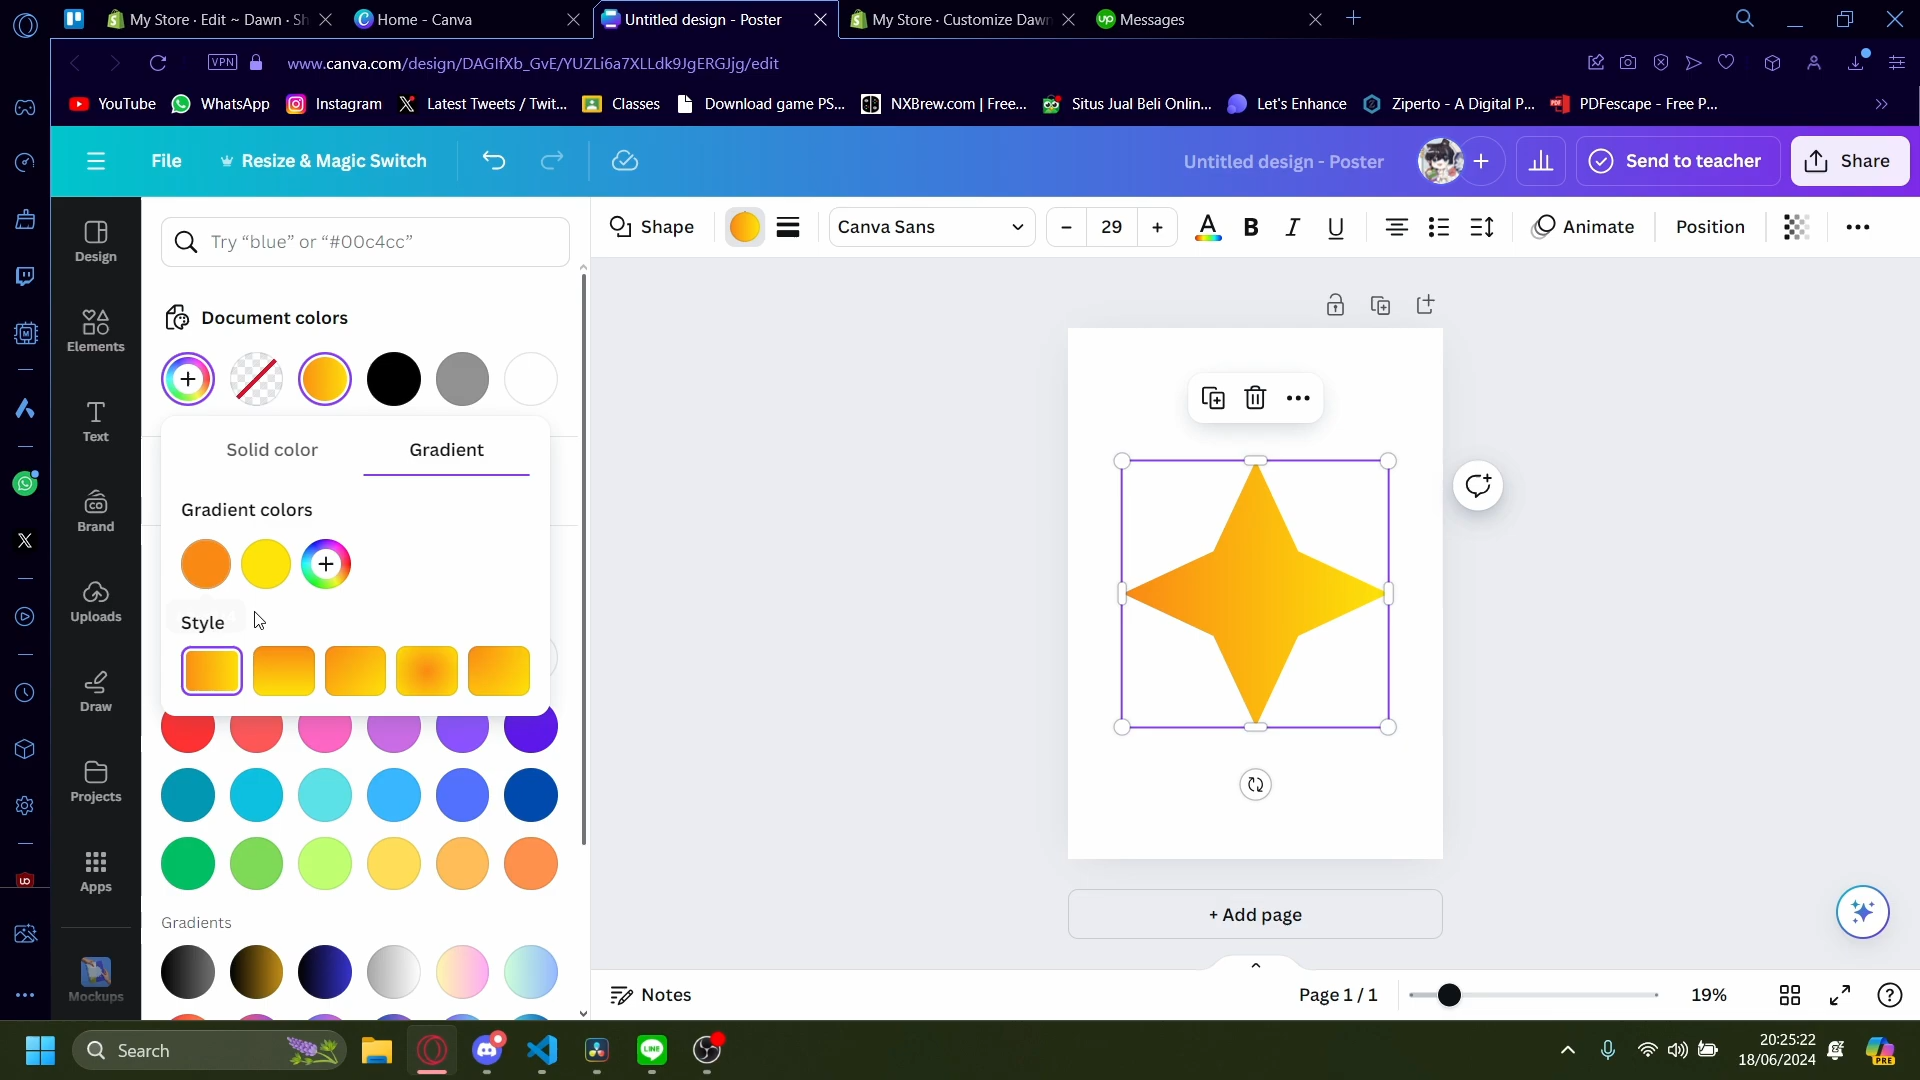 My Store · Edit ~ Dawn · Sh
Home - Canva
Untitled design - Poster
My Store · Customize Dawn
Messages
VPN
www.canva.com/design/DAGIfXb_GvE/YUZLi6a7XLLdk9JgERGJjg/edit
YouTube
WhatsApp
Instagram
Latest Tweets / Twit...
Classes
Download game PS...
NXBrew.com | Free...
Situs Jual Beli Onlin...
Let's Enhance
Ziperto - A Digital P...
PDFescape - Free P...
File
Resize & Magic Switch
Untitled design - Poster
Send to teacher
Share
Design
Elements
Text
Brand
Uploads
Draw
Projects
Apps
Mockups
Try “blue” or “#00c4cc”
Document colors
Solid color
Gradient
Gradient colors
Style
Gradients
Shape
Canva Sans
29
Animate
Position
+ Add page
Notes
Page 1 / 1
19%
Search
20:25:22
18/06/2024